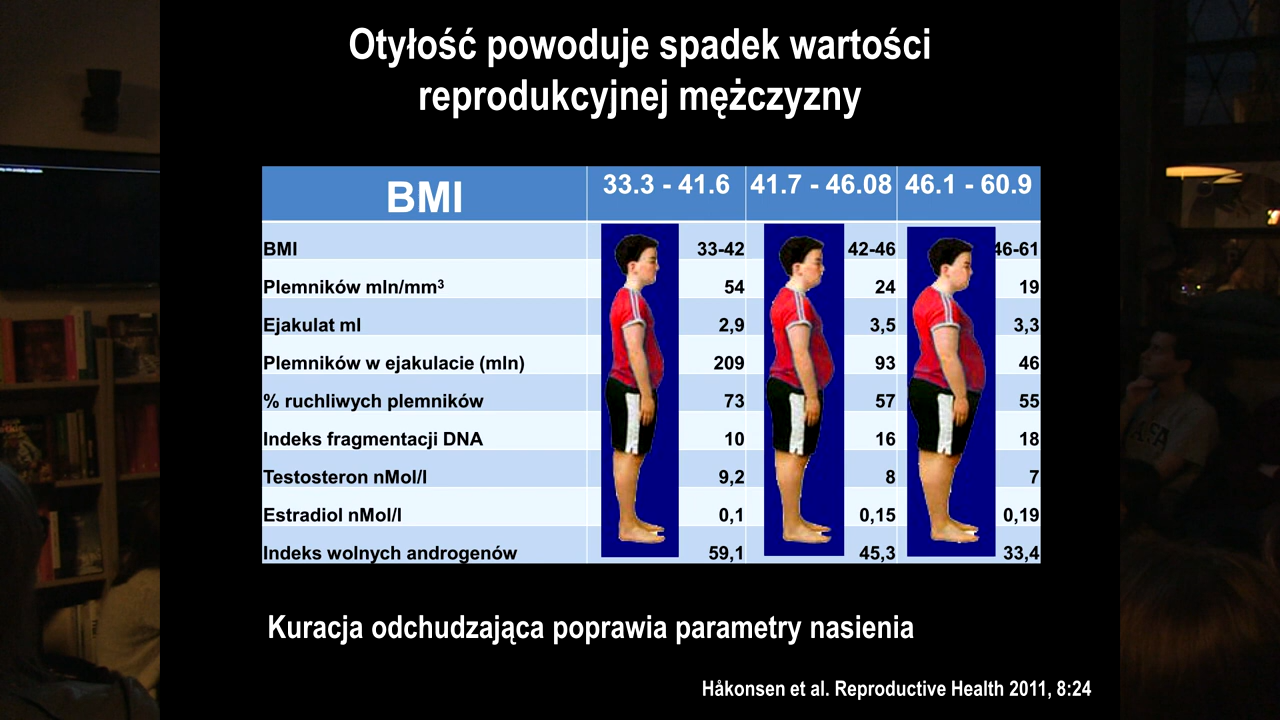 Otyłość powoduje spadek wartości
reprodukcyjnej mężczyzny
BMI 33.3 - 41.6 41.7 - 46.08 46.1 - 60.9
BMI 33-42 42-46 46-61
Plemników mln/mm³ 54 24 19
Ejakulat ml 2,9 3,5 3,3
Plemników w ejakulacie (mln) 209 93 46
% ruchliwych plemników 73 57 55
Indeks fragmentacji DNA 10 16 18
Testosteron nMol/l 9,2 8 7
Estradiol nMol/l 0,1 0,15 0,19
Indeks wolnych androgenów 59,1 45,3 33,4
Kuracja odchudzająca poprawia parametry nasienia
Håkonsen et al. Reproductive Health 2011, 8:24